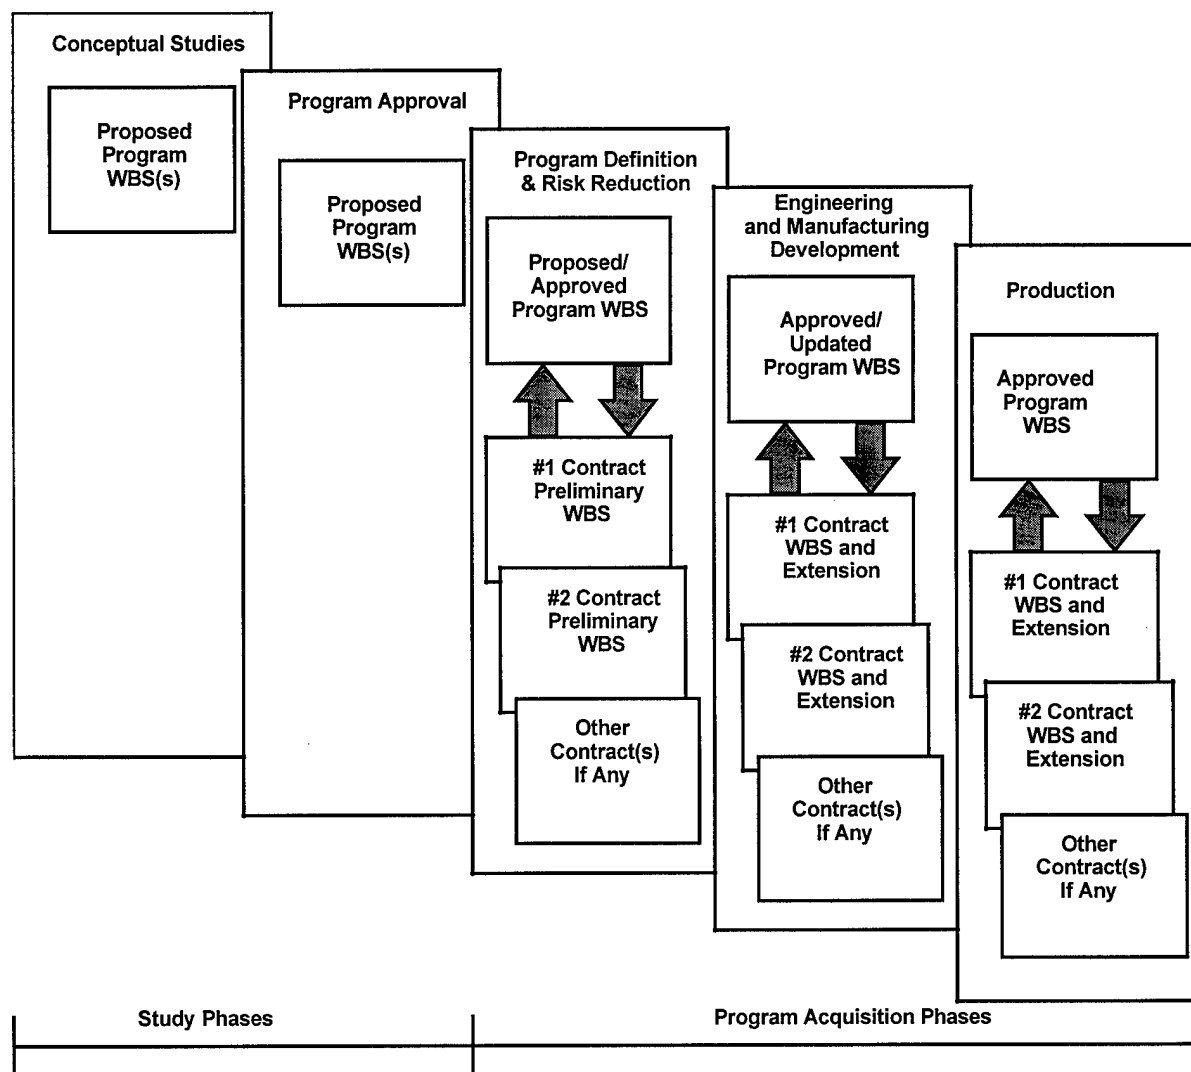 Conceptual Studies
Proposed
Program
WBS(s)
Program Approval
Proposed
Program
WBS(s)
Program Definition
& Risk Reduction
Proposed/
Approved
Program WBS
#1 Contract
Preliminary
WBS
#2 Contract
Preliminary
WBS
Other
Contract(s)
If Any
Engineering
and Manufacturing
Development
Approved/
Updated
Program WBS
#1 Contract
WBS and
Extension
#2 Contract
WBS and
Extension
Other
Contract(s)
If Any
Production
Approved
Program
WBS
#1 Contract
WBS and
Extension
#2 Contract
WBS and
Extension
Other
Contract(s)
If Any
Study Phases
Program Acquisition Phases